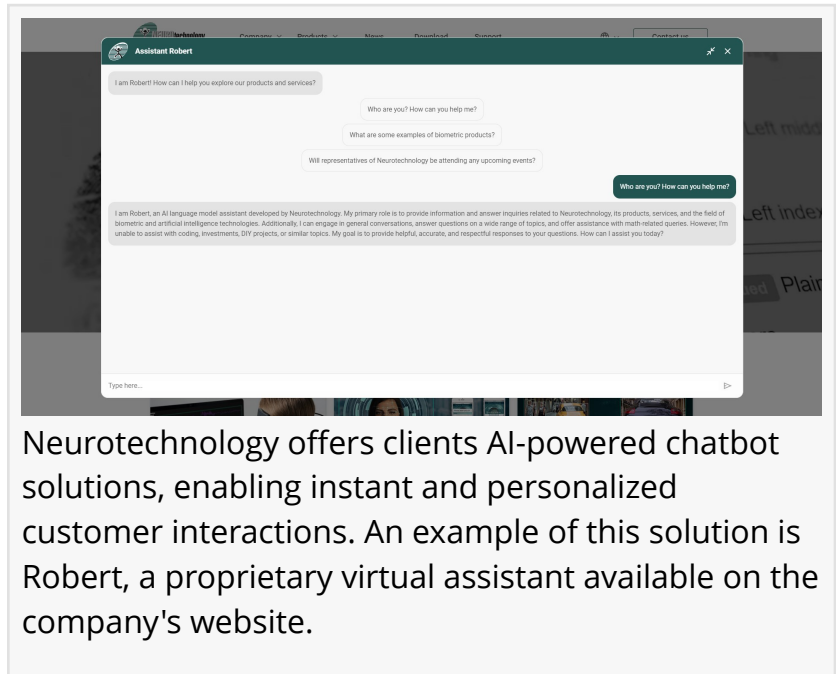 Neurotechnology
Company
Products
News
Download
Support
Contact us
Assistant Robert
I am Robert! How can I help you explore our products and services?
Who are you? How can you help me?
What are some examples of biometric products?
Will representatives of Neurotechnology be attending any upcoming events?
Who are you? How can you help me?
I am Robert, an AI language model assistant developed by Neurotechnology. My primary role is to provide information and answer inquiries related to Neurotechnology, its products, services, and the field of
biometric and artificial intelligence technologies. Additionally, I can engage in general conversations, answer questions on a wide range of topics, and offer assistance with math-related queries. However, I'm
unable to assist with coding, investments, DIY projects, or similar topics. My goal is to provide helpful, accurate, and respectful responses to your questions. How can I assist you today?
Left midd
Left index
Plain
Type here...
Neurotechnology offers clients AI-powered chatbot
solutions, enabling instant and personalized
customer interactions. An example of this solution is
Robert, a proprietary virtual assistant available on the
company's website.